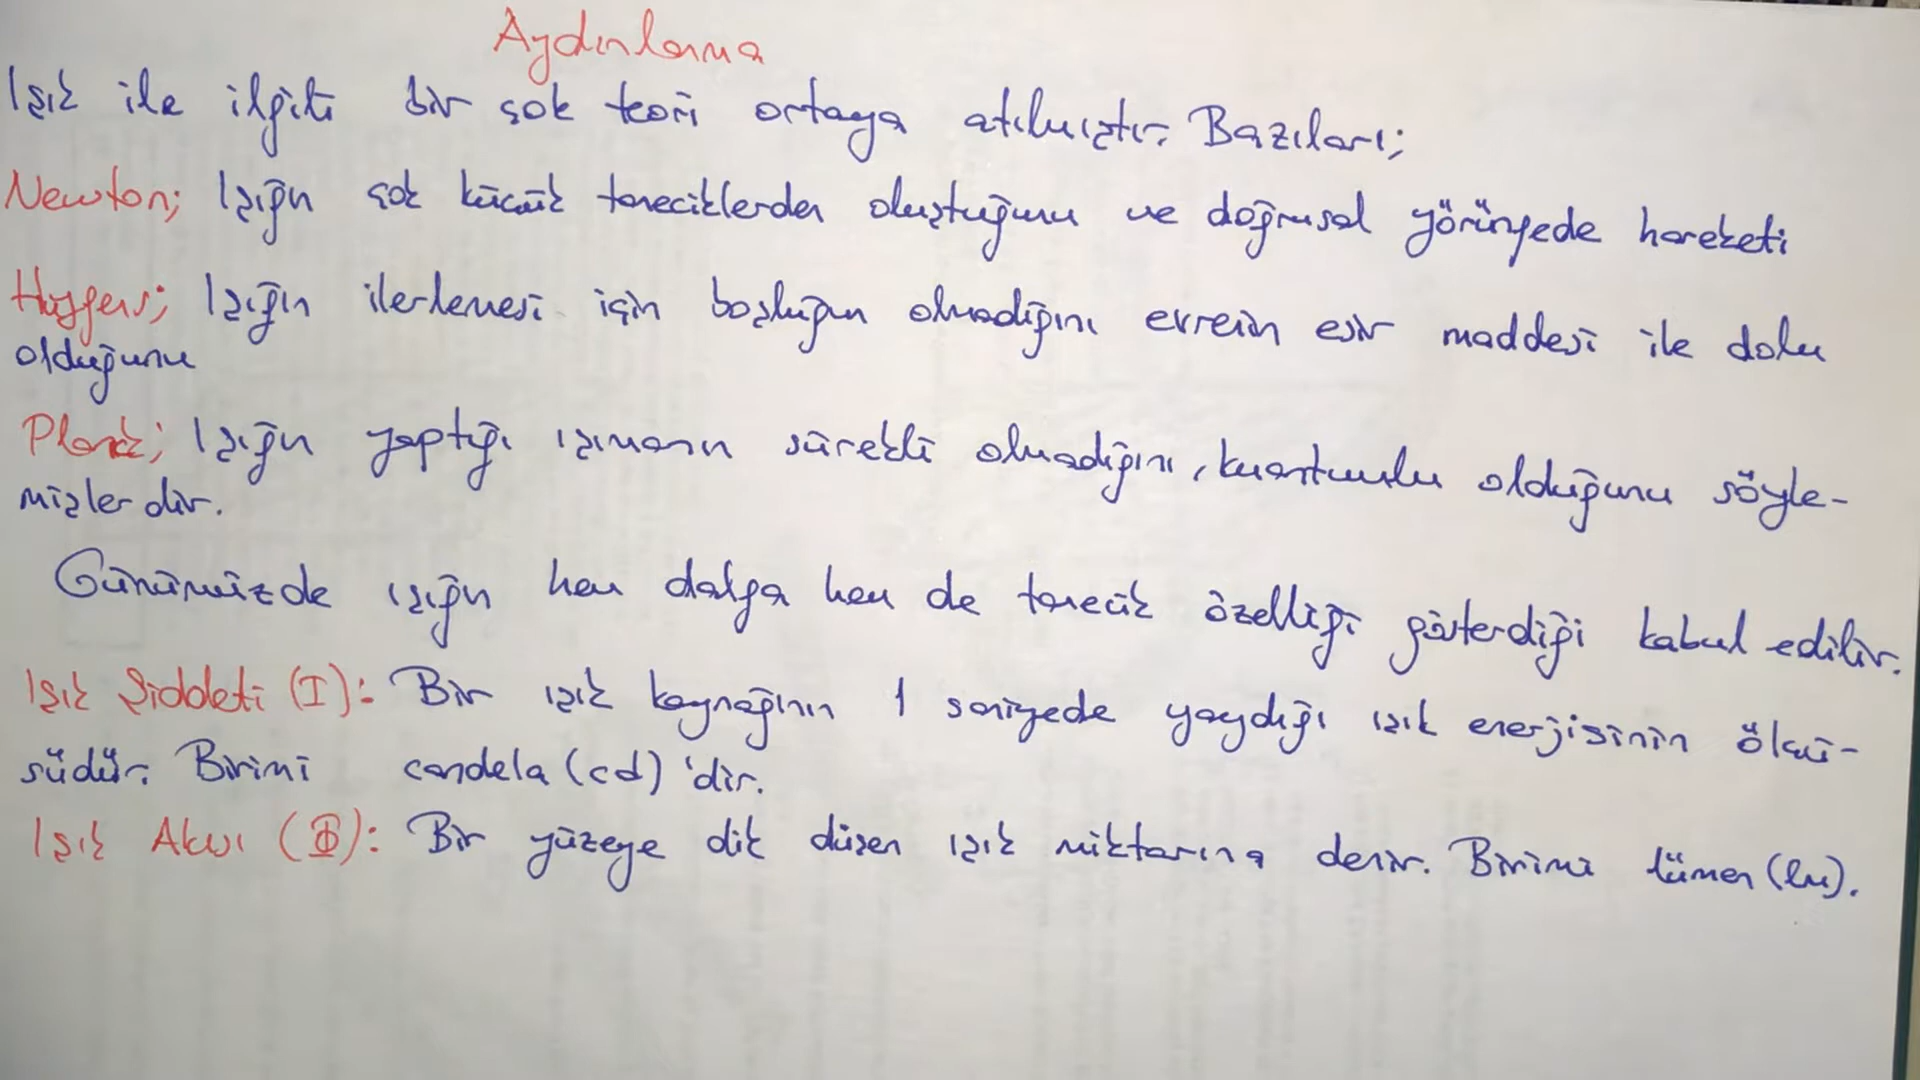 Aydınlanma
Işık ile ilgili bir çok teori ortaya atılmıştır. Bazıları;
Newton; Işığın çok küçük taneciklerden oluştuğunu ve doğrusal yörüngede hareketi
Huygens; Işığın ilerlemesi için boşluğun olmadığını evrenin esir maddesi ile dolu
olduğunu
Planck; Işığın yaptığı ışımanın sürekli olmadığını, kuantumlu olduğunu söyle-
mişlerdir.
Günümüzde ışığın hem dalga hem de tanecik özelliği gösterdiği kabul edilir.
Işık Şiddeti (I): Bir ışık kaynağının 1 saniyede yaydığı ışık enerjisinin ölçü-
südür. Birimi candela (cd) 'dir.
Işık Akısı (Φ): Bir yüzeye dik düşen ışık miktarına denir. Birimi lümen (lm).